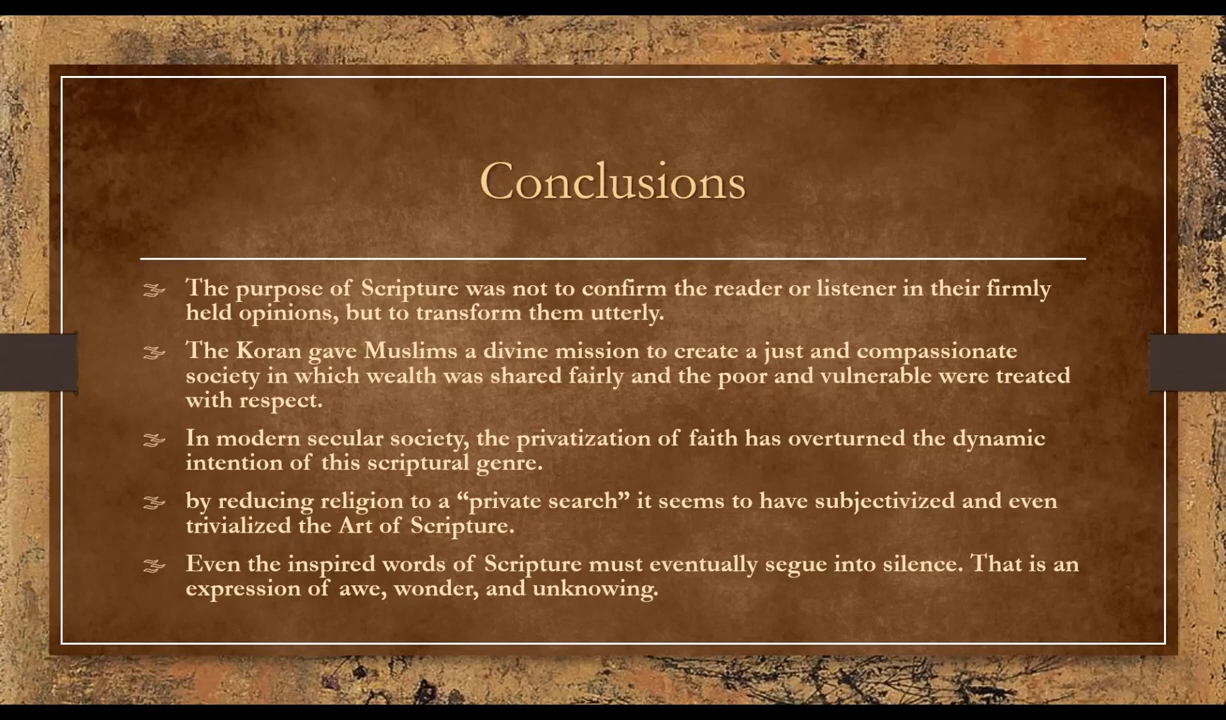 Conclusions
The purpose of Scripture was not to confirm the reader or listener in their firmly
held opinions, but to transform them utterly.
The Koran gave Muslims a divine mission to create a just and compassionate
society in which wealth was shared fairly and the poor and vulnerable were treated
with respect.
In modern secular society, the privatization of faith has overturned the dynamic
intention of this scriptural genre.
by reducing religion to a “private search” it seems to have subjectivized and even
trivialized the Art of Scripture.
Even the inspired words of Scripture must eventually segue into silence. That is an
expression of awe, wonder, and unknowing.